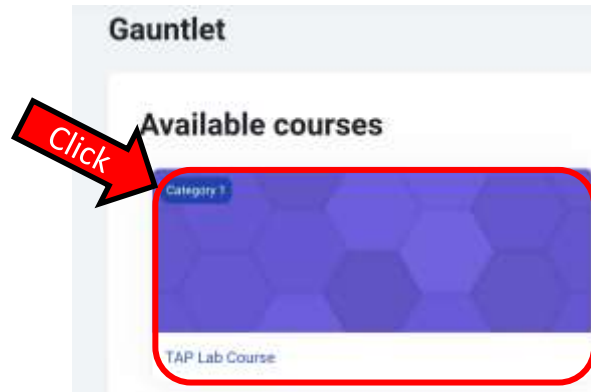 Gauntlet
Available courses
Click
Category 1
TAP Lab Course